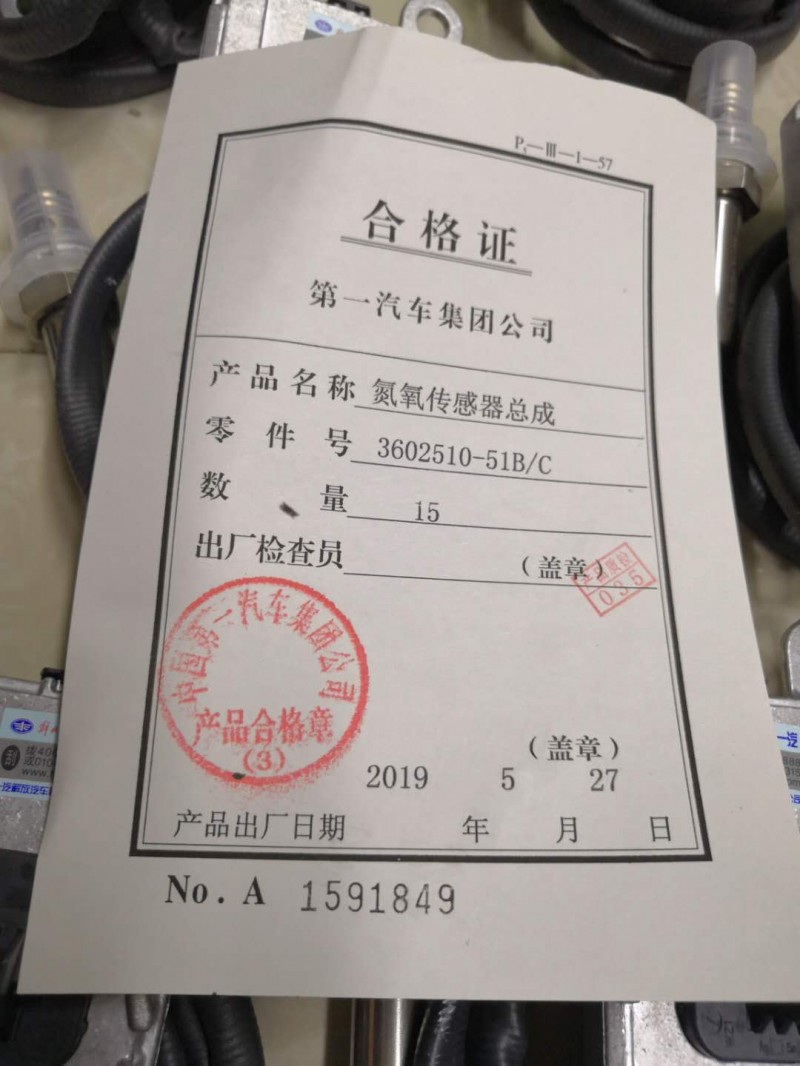 P₁—Ⅲ—1—57
合格证
第一汽车集团公司
产品名称 氮氧传感器总成
零件号 3602510-51B/C
数量 15
出厂检查员 (盖章)
035
中国第一汽车集团公司
产品合格章
(3)
(盖章)
2019 5 27
产品出厂日期 年 月 日
No. A 1591849